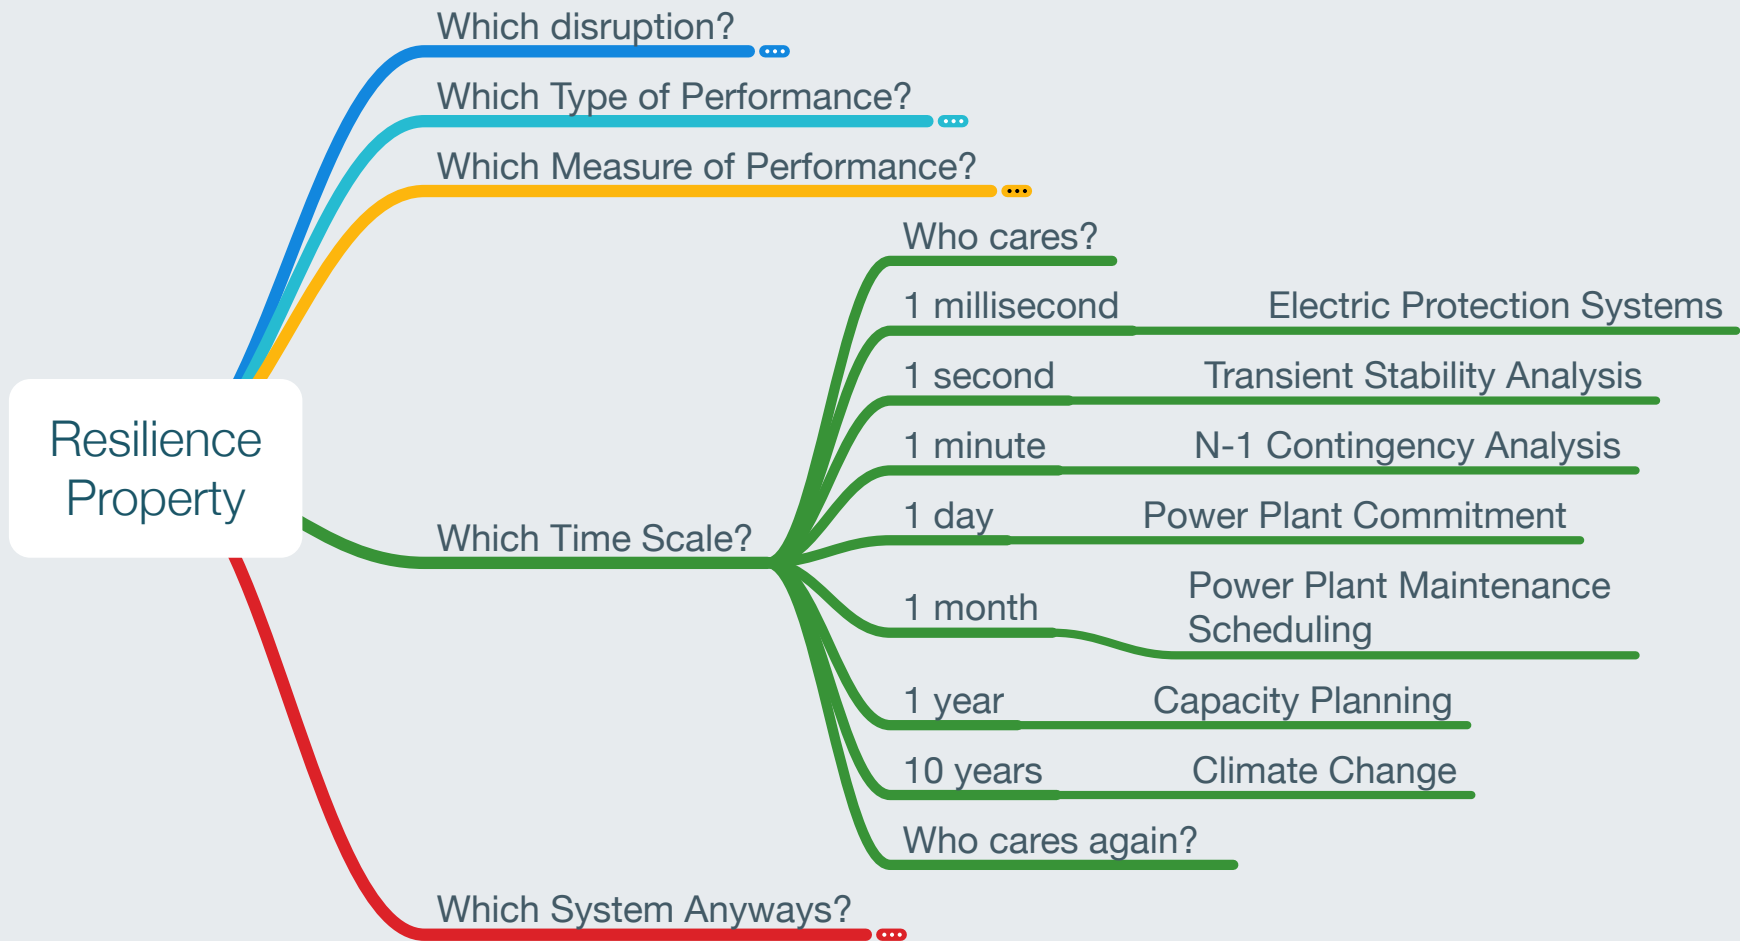 Which disruption?
Which Type of Performance?
Which Measure of Performance?
Who cares?
1 millisecond
Electric Protection Systems
1 second
Transient Stability Analysis
1 minute
N-1 Contingency Analysis
1 day
Power Plant Commitment
1 month
Power Plant Maintenance
Scheduling
1 year
Capacity Planning
10 years
Climate Change
Who cares again?
Resilience
Property
Which Time Scale?
Which System Anyways?